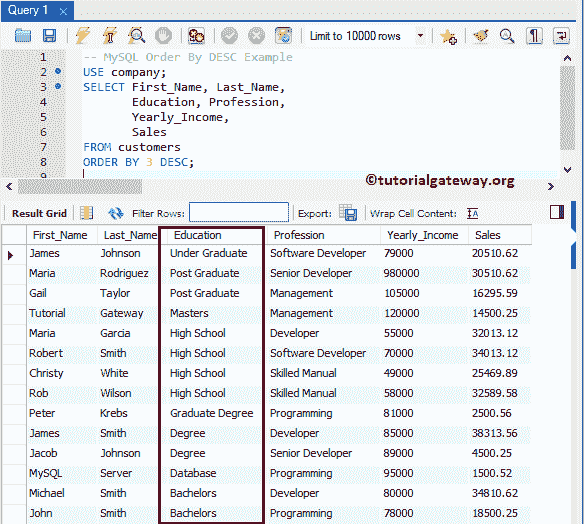 Query 1
Limit to 10000 rows
1 -- MySQL Order By DESC Example
2 USE company;
3 SELECT First_Name, Last_Name,
4 Education, Profession,
5 Yearly_Income,
6 Sales
7 FROM customers
8 ORDER BY 3 DESC;
9
©tutorialgateway.org
Result Grid Filter Rows: Export: Wrap Cell Content:
First_Name Last_Name Education Profession Yearly_Income Sales
James Johnson Under Graduate Software Developer 79000 20510.62
Maria Rodriguez Post Graduate Senior Developer 980000 30510.62
Gail Taylor Post Graduate Management 105000 16295.59
Tutorial Gateway Masters Management 120000 14500.25
Maria Garcia High School Developer 55000 32013.12
Robert Smith High School Software Developer 70000 34013.12
Christy White High School Skilled Manual 49000 25469.89
Rob Wilson High School Skilled Manual 58000 32589.58
Peter Krebs Graduate Degree Programming 81000 2500.56
James Smith Degree Developer 85000 38313.56
Jacob Johnson Degree Senior Developer 89000 4500.25
MySQL Server Database Programming 95000 1500.52
Michael Smith Bachelors Developer 80000 34810.62
John Smith Bachelors Programming 78000 18500.25